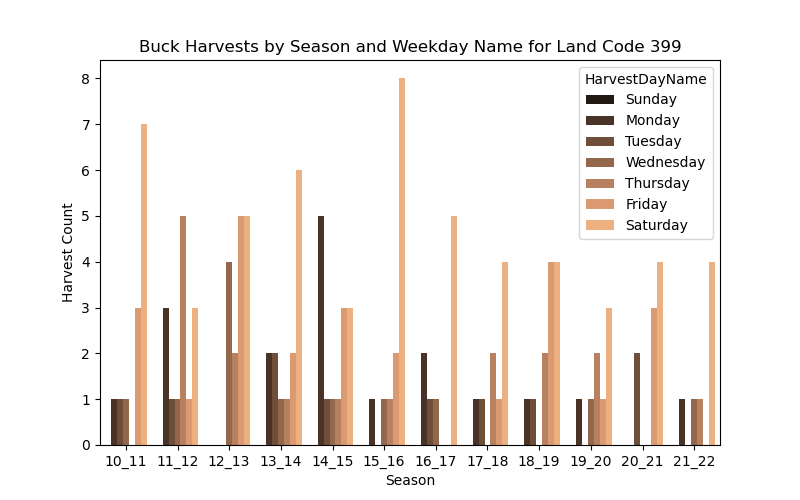 Buck Harvests by Season and Weekday Name for Land Code 399
HarvestDayName
Sunday
Monday
Tuesday
Wednesday
Thursday
Friday
Saturday
Harvest Count
8
7
6
5
4
3
2
1
0
10_11 11_12 12_13 13_14 14_15 15_16 16_17 17_18 18_19 19_20 20_21 21_22
Season